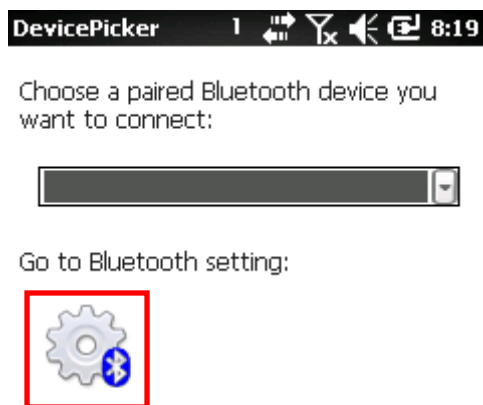 DevicePicker 1 8:19
Choose a paired Bluetooth device you
want to connect:
Go to Bluetooth setting: